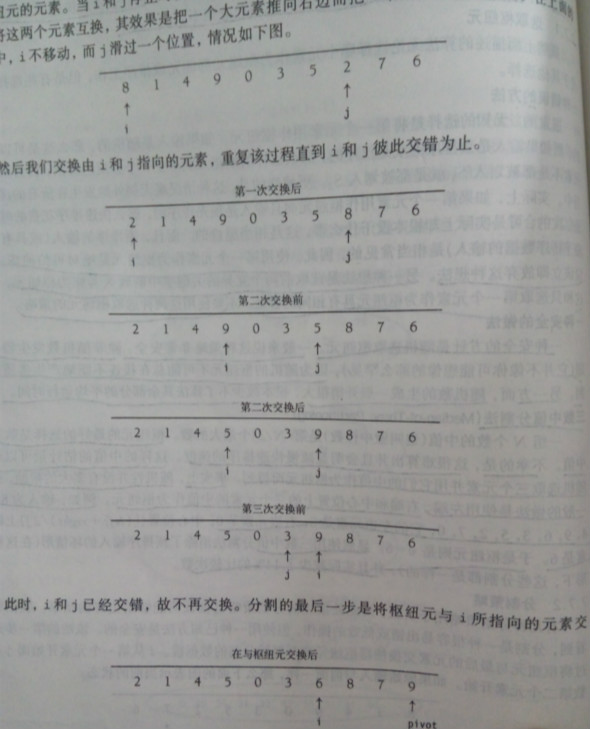 组元的元素。当 i 和 j 停止
将这两个元素互换,其效果是把一个大元素推向右边而把
中,i 不移动,而 j 滑过一个位置,情况如下图。
8 1 4 9 0 3 5 2 7 6
↑ ↑
i j
然后我们交换由 i 和 j 指向的元素,重复该过程直到 i 和 j 彼此交错为止。
第一次交换后
2 1 4 9 0 3 5 8 7 6
↑ ↑
i j
第二次交换前
2 1 4 9 0 3 5 8 7 6
↑ ↑
i j
第二次交换后
2 1 4 5 0 3 9 8 7 6
↑ ↑
i j
第三次交换前
2 1 4 5 0 3 9 8 7 6
↑ ↑
j i
此时,i 和 j 已经交错,故不再交换。分割的最后一步是将枢纽元与 i 所指向的元素交
在与枢纽元交换后
2 1 4 5 0 3 6 8 7 9
↑ ↑
i pivot